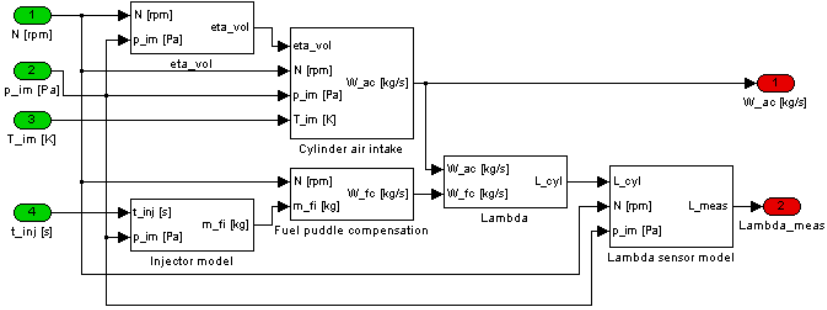 1
N [rpm]
2
p_im [Pa]
3
T_im [K]
4
t_inj [s]
N [rpm]
p_im [Pa]
eta_vol
eta_vol
eta_vol
N [rpm]
p_im [Pa]
T_im [K]
W_ac [kg/s]
Cylinder air intake
t_inj [s]
p_im [Pa]
m_fi [kg]
Injector model
N [rpm]
m_fi [kg]
W_fc [kg/s]
Fuel puddle compensation
W_ac [kg/s]
W_fc [kg/s]
L_cyl
Lambda
L_cyl
N [rpm]
p_im [Pa]
L_meas
Lambda sensor model
1
W_ac [kg/s]
2
Lambda_meas